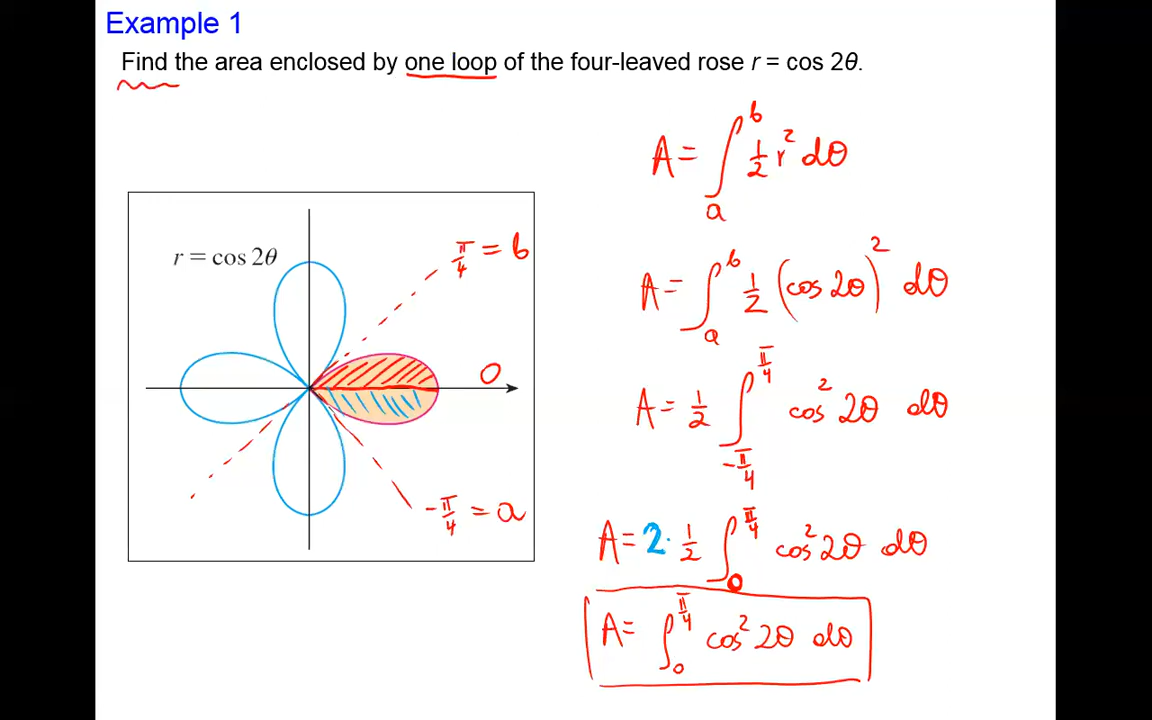 Example 1
Find the area enclosed by one loop of the four-leaved rose r = cos 2θ.
A = ∫_a^b 1/2 r² dθ
r = cos 2θ
π/4 = b
A = ∫_a^b 1/2 (cos 2θ)² dθ
0
A = 1/2 ∫_{-π/4}^{π/4} cos² 2θ dθ
-π/4 = a
A = 2 · 1/2 ∫_0^{π/4} cos² 2θ dθ
A = ∫_0^{π/4} cos² 2θ dθ